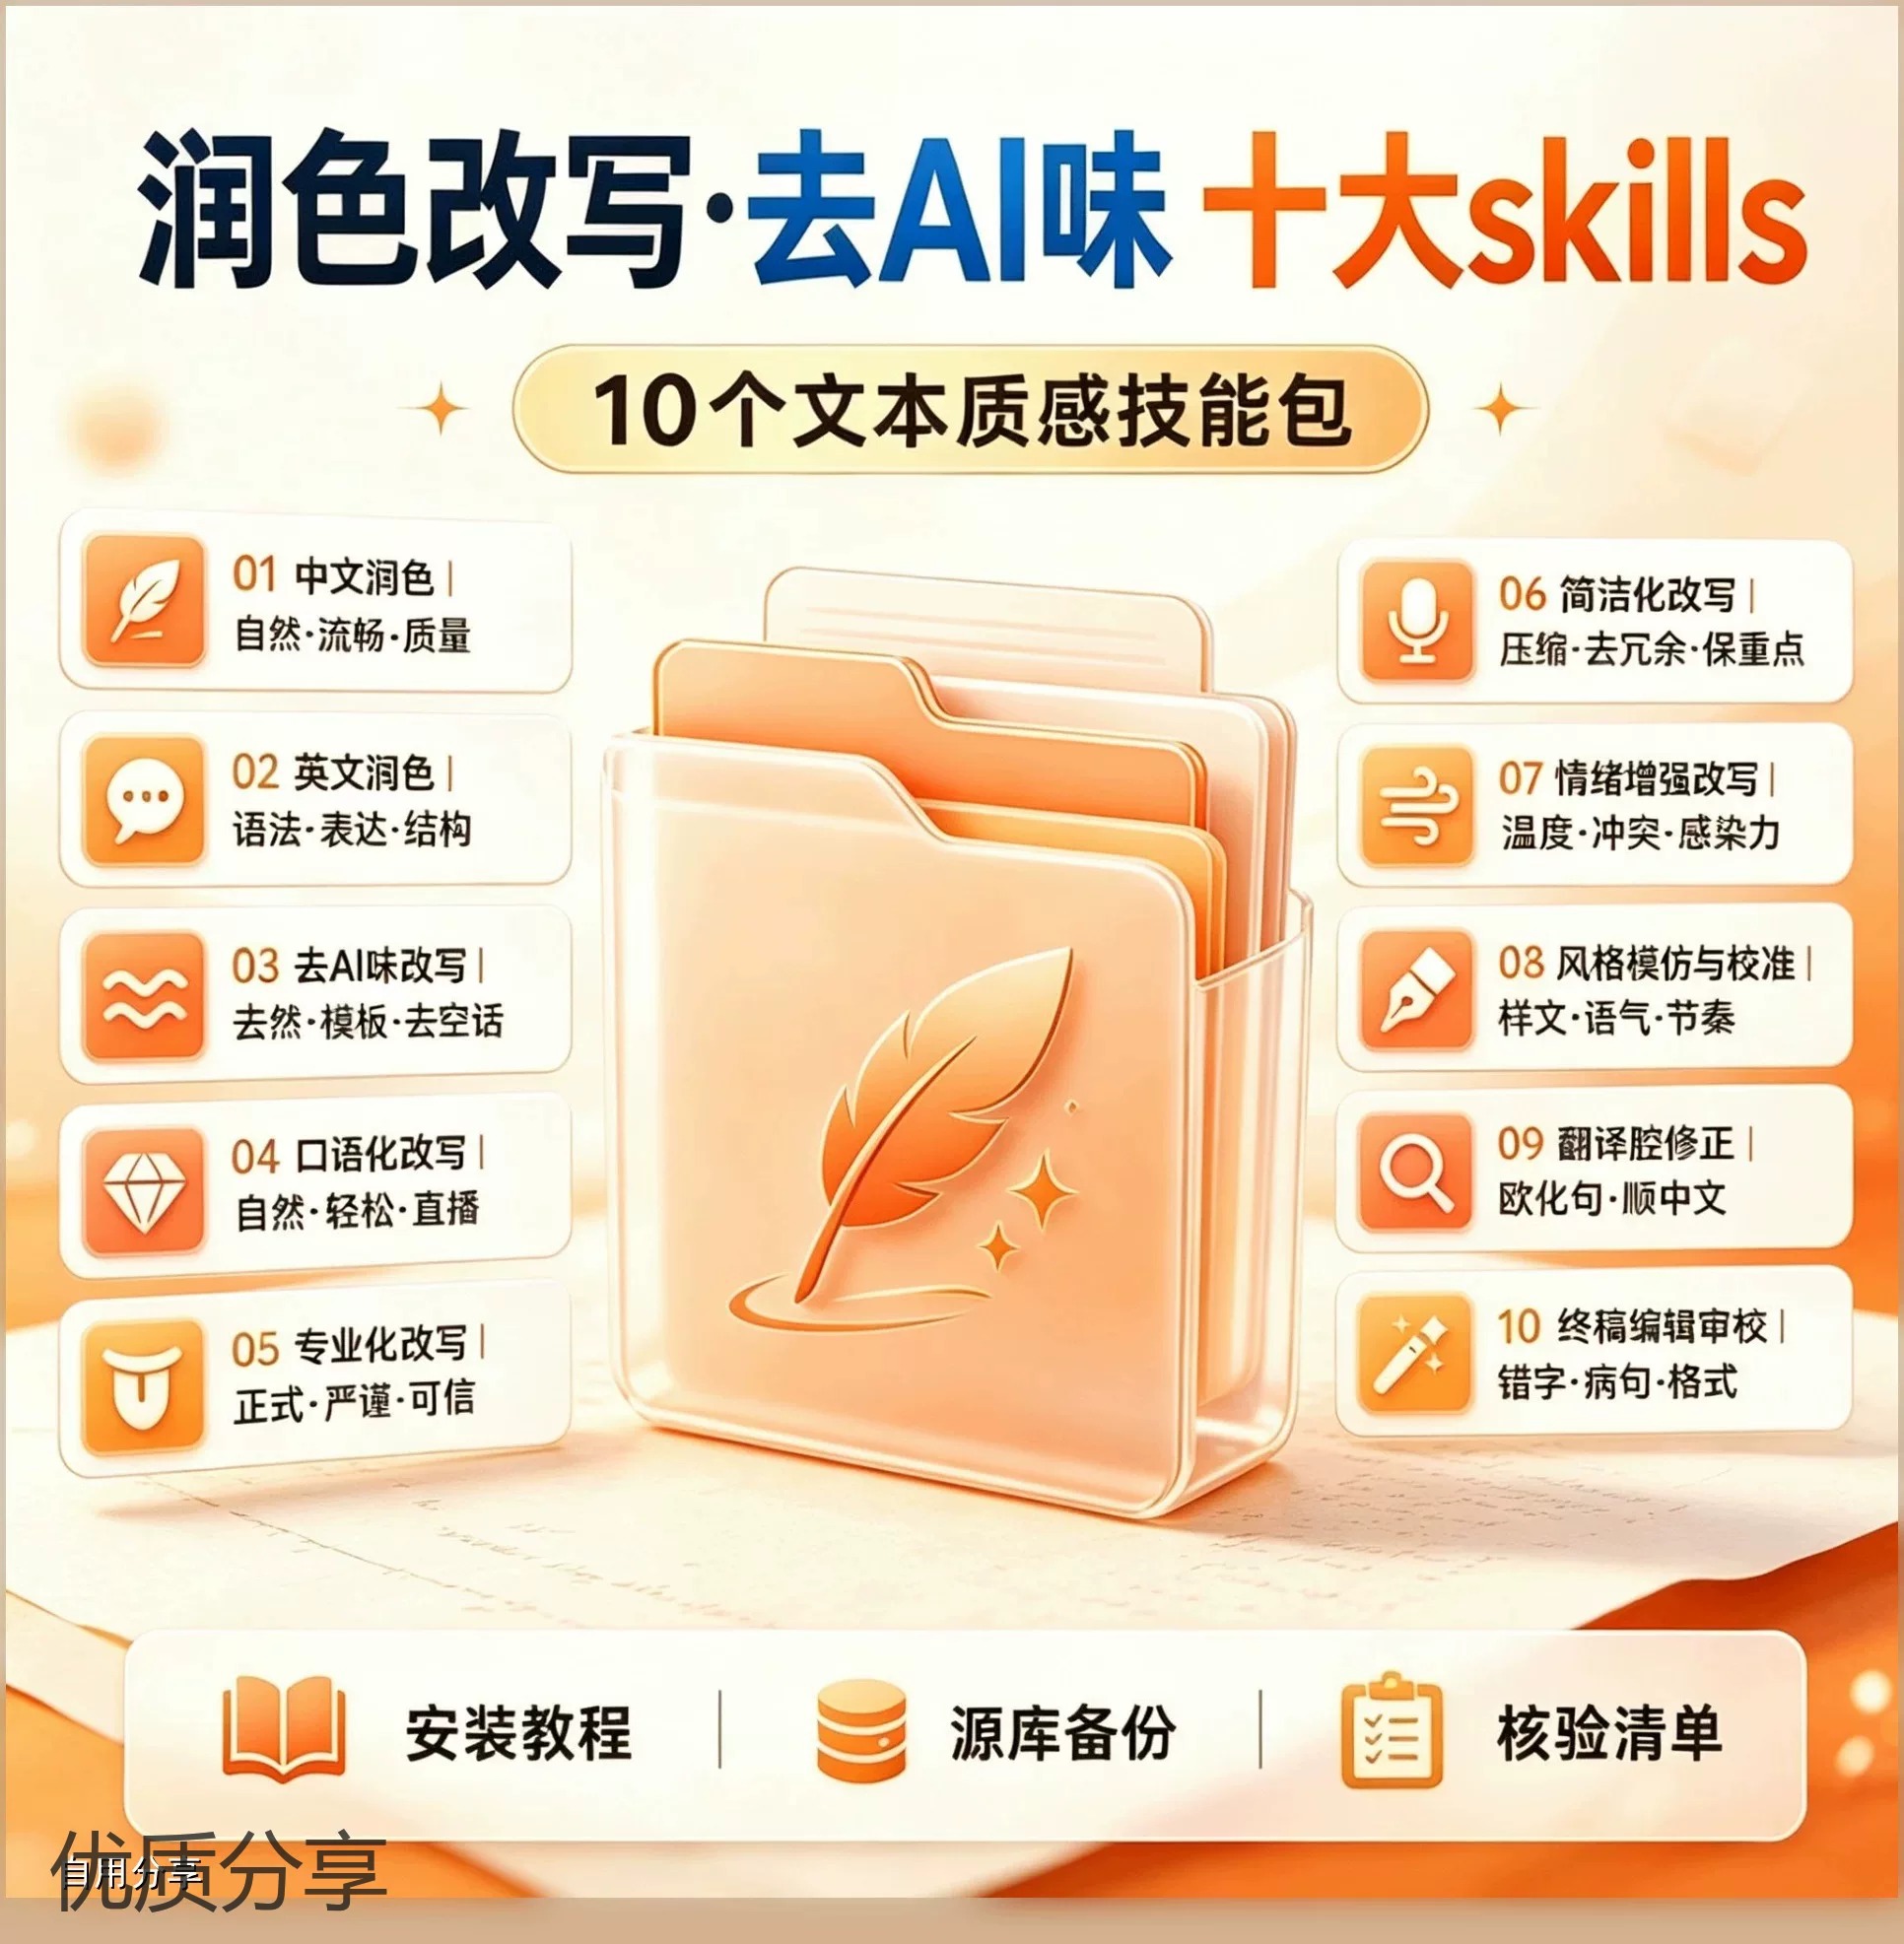 润色改写·去AI味 十大skills
10个文本质感技能包
01 中文润色|
自然·流畅·质量
02 英文润色|
语法·表达·结构
03 去AI味改写|
去然·模板·去空话
04 口语化改写|
自然·轻松·直播
05 专业化改写|
正式·严谨·可信
06 简洁化改写|
压缩·去冗余·保重点
07 情绪增强改写|
温度·冲突·感染力
08 风格模仿与校准|
样文·语气·节秦
09 翻译腔修正|
欧化句·顺中文
10 终稿编辑审校|
错字·病句·格式
安装教程
源库备份
核验清单
优质分享
自用分享